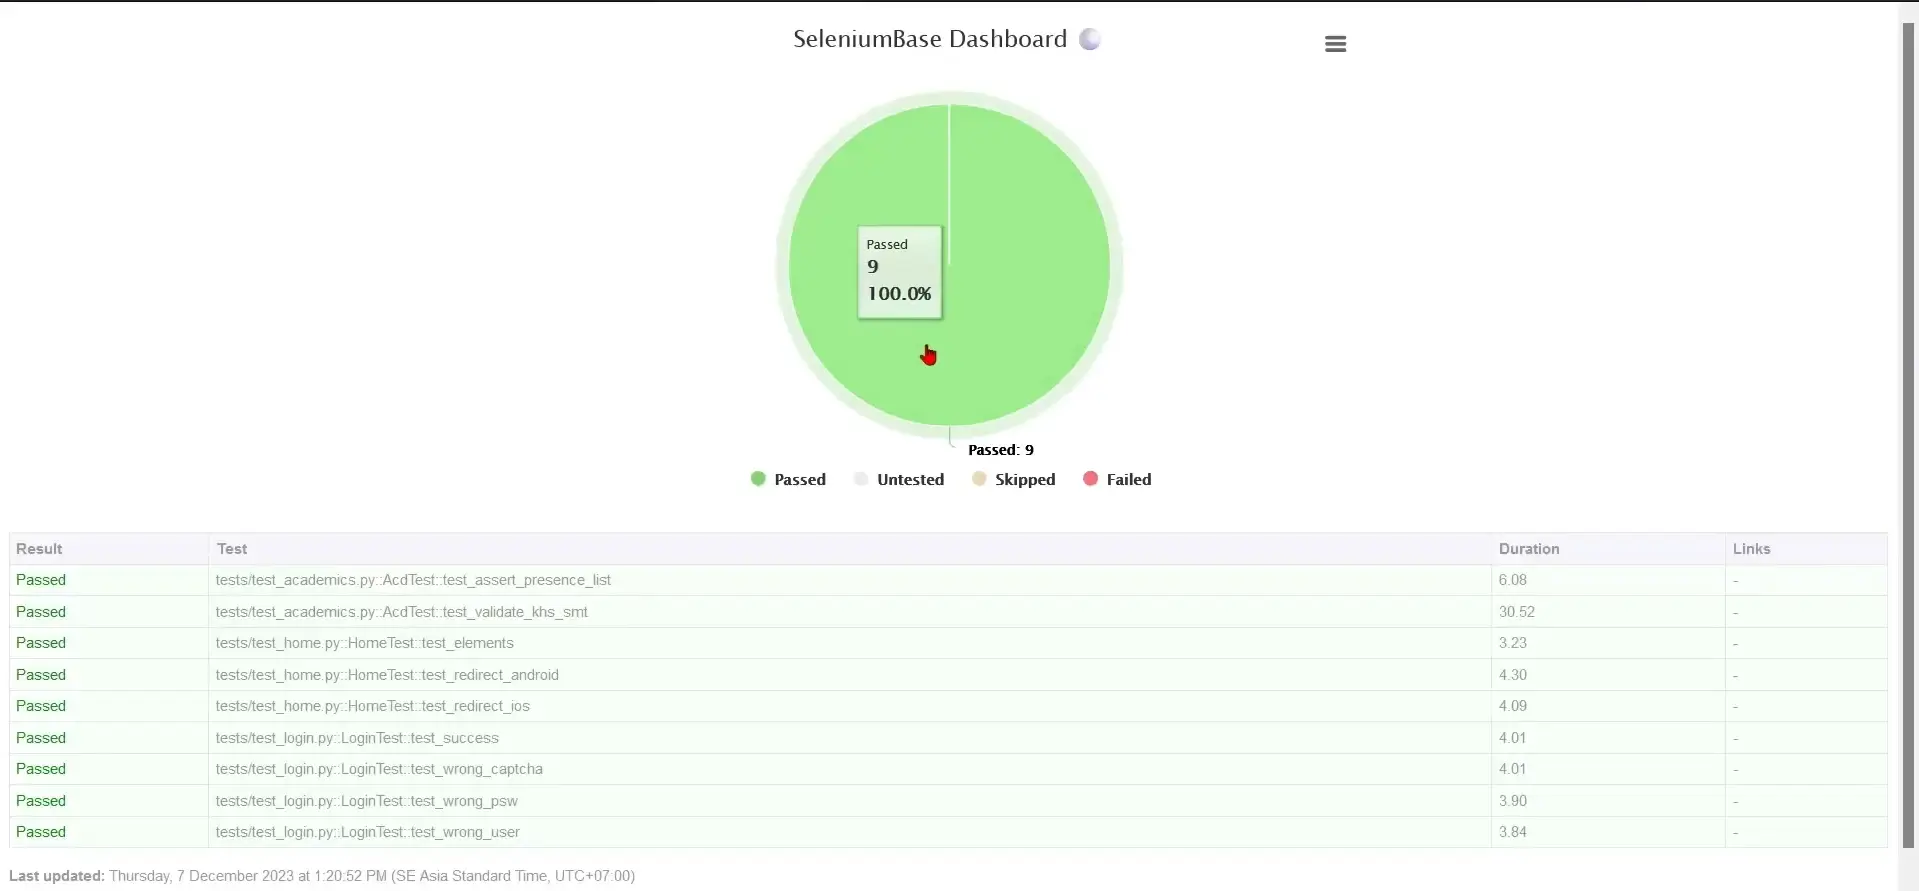 SeleniumBase Dashboard
Passed
9
100.0%
Passed: 9
Passed Untested Skipped Failed
Result Test Duration Links
Passed tests/test_academics.py::AcdTest::test_assert_presence_list 6.08 -
Passed tests/test_academics.py::AcdTest::test_validate_khs_smt 30.52 -
Passed tests/test_home.py::HomeTest::test_elements 3.23 -
Passed tests/test_home.py::HomeTest::test_redirect_android 4.30 -
Passed tests/test_home.py::HomeTest::test_redirect_ios 4.09 -
Passed tests/test_login.py::LoginTest::test_success 4.01 -
Passed tests/test_login.py::LoginTest::test_wrong_captcha 4.01 -
Passed tests/test_login.py::LoginTest::test_wrong_psw 3.90 -
Passed tests/test_login.py::LoginTest::test_wrong_user 3.84 -
Last updated: Thursday, 7 December 2023 at 1:20:52 PM (SE Asia Standard Time, UTC+07:00)